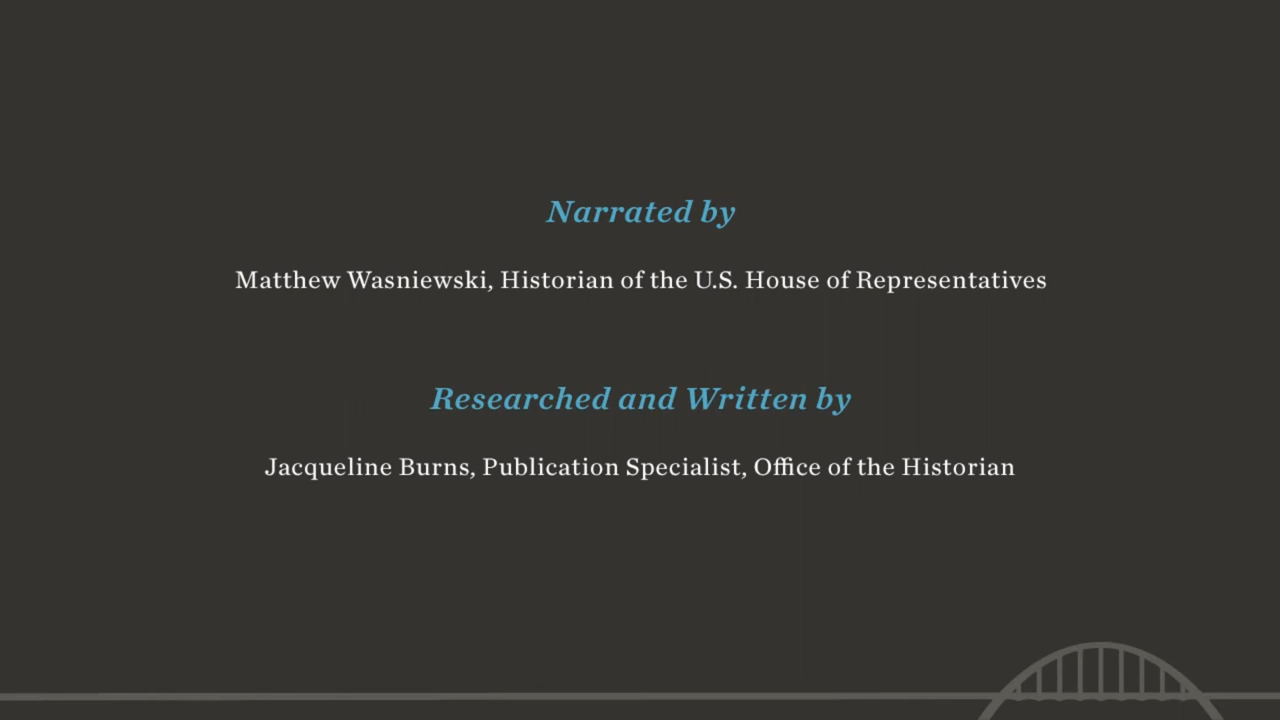 Narrated by
Matthew Wasniewski, Historian of the U.S. House of Representatives
Researched and Written by
Jacqueline Burns, Publication Specialist, Office of the Historian